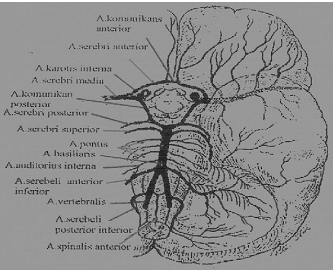 A.komunikans
anterior
A.serebri anterior
A.karotis interna
A.serebri media
A.komunikan
posterior
A.serebri posterior
A.serebri superior
A.pontis
A basilaris
A.auditorius interna
A.serebeli anterior
inferior
A.vertebralis
A.serebeli
posterior inferior
A.spinalis anterior